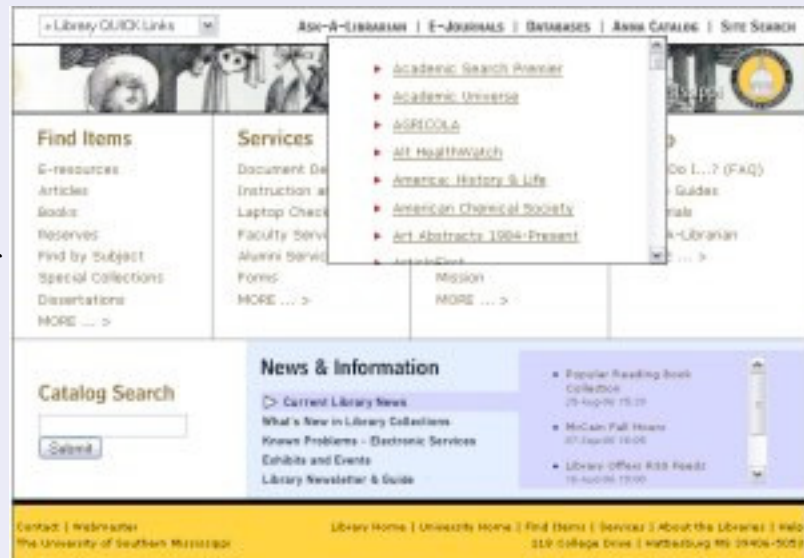 - Library QUICK Links
ASK-A-LIBRARIAN | E-JOURNALS | DATABASES | ANNA CATALOG | SITE SEARCH
Academic Search Premier
Academic Universe
AGRICOLA
Alt HealthWatch
America: History & Life
American Chemical Society
Art Abstracts 1984-Present
ArticleFirst
Find Items
E-resources
Articles
Books
Reserves
Find by Subject
Special Collections
Dissertations
MORE ... >
Services
Document De
Instruction a
Laptop Check
Faculty Servi
Alumni Servic
Forms
MORE ... >
Mission
MORE ... >
Do I...? (FAQ)
Guides
-Librarian
... >
Catalog Search
Submit
News & Information
Current Library News
What's New in Library Collections
Known Problems - Electronic Services
Exhibits and Events
Library Newsletter & Guide
Popular Reading Book
Collection
McCain Fall Hours
Library Offers RSS Feeds
Contact | Webmaster
The University of Southern Mississippi
Library Home | University Home | Find Items | Services | About the Libraries | Help
118 College Drive | Hattiesburg MS 39406-5053